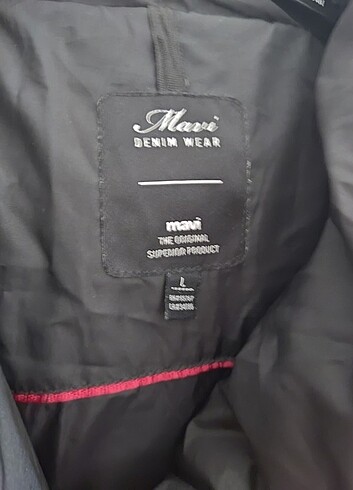 Mavi
DENIM WEAR
mavi
THE ORIGINAL
SUPERIOR PRODUCT
L